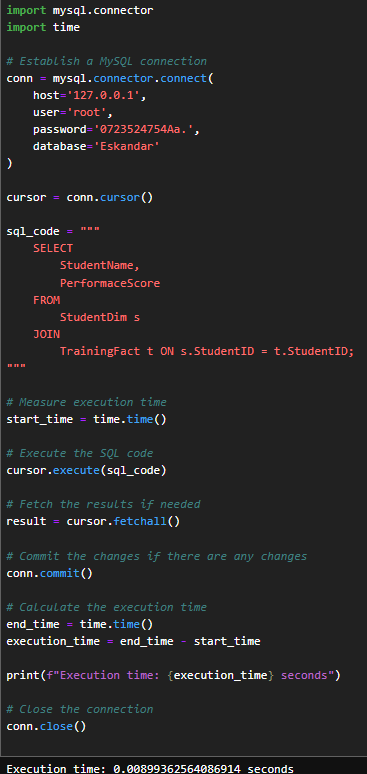 import mysql.connector
import time

# Establish a MySQL connection
conn = mysql.connector.connect(
    host='127.0.0.1',
    user='root',
    password='0723524754Aa.',
    database='Eskandar'
)

cursor = conn.cursor()

sql_code = """
    SELECT
        StudentName,
        PerformaceScore
    FROM
        StudentDim s
    JOIN
        TrainingFact t ON s.StudentID = t.StudentID;
"""

# Measure execution time
start_time = time.time()

# Execute the SQL code
cursor.execute(sql_code)

# Fetch the results if needed
result = cursor.fetchall()

# Commit the changes if there are any changes
conn.commit()

# Calculate the execution time
end_time = time.time()
execution_time = end_time - start_time

print(f"Execution time: {execution_time} seconds")

# Close the connection
conn.close()

Execution time: 0.00899362564086914 seconds